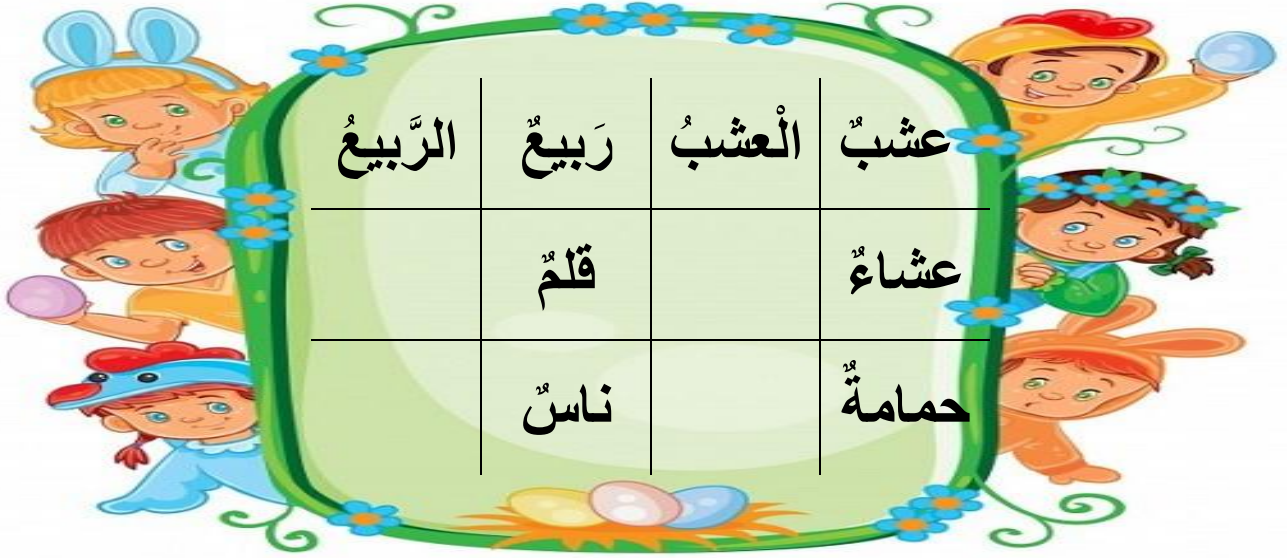 عشبٌ الْعشبُ رَبيعٌ الرَّبيعُ
عشاءٌ قلمٌ
حمامةٌ ناسٌ